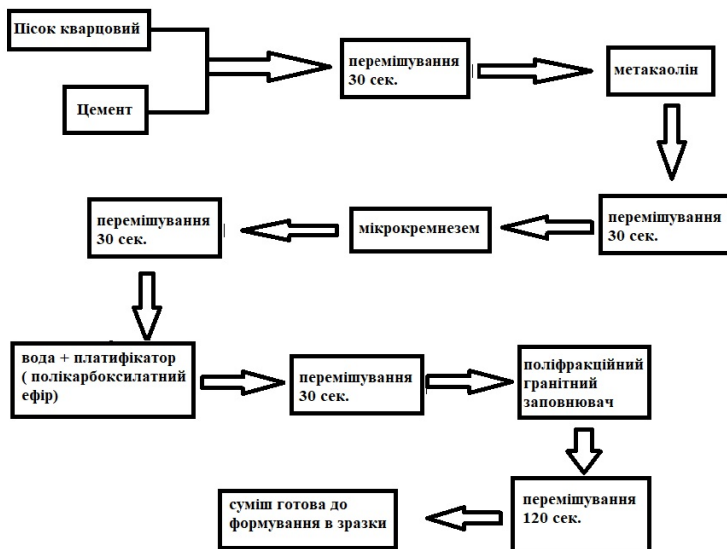 Пісок кварцовий
Цемент
перемішування
30 сек.
метакаолін
перемішування
30 сек.
мікрокремнезем
перемішування
30 сек.
вода + платифікатор
( полікарбоксилатний
ефір)
перемішування
30 сек.
поліфракційний
гранітний
заповнювач
перемішування
120 сек.
суміш готова до
формування в зразки